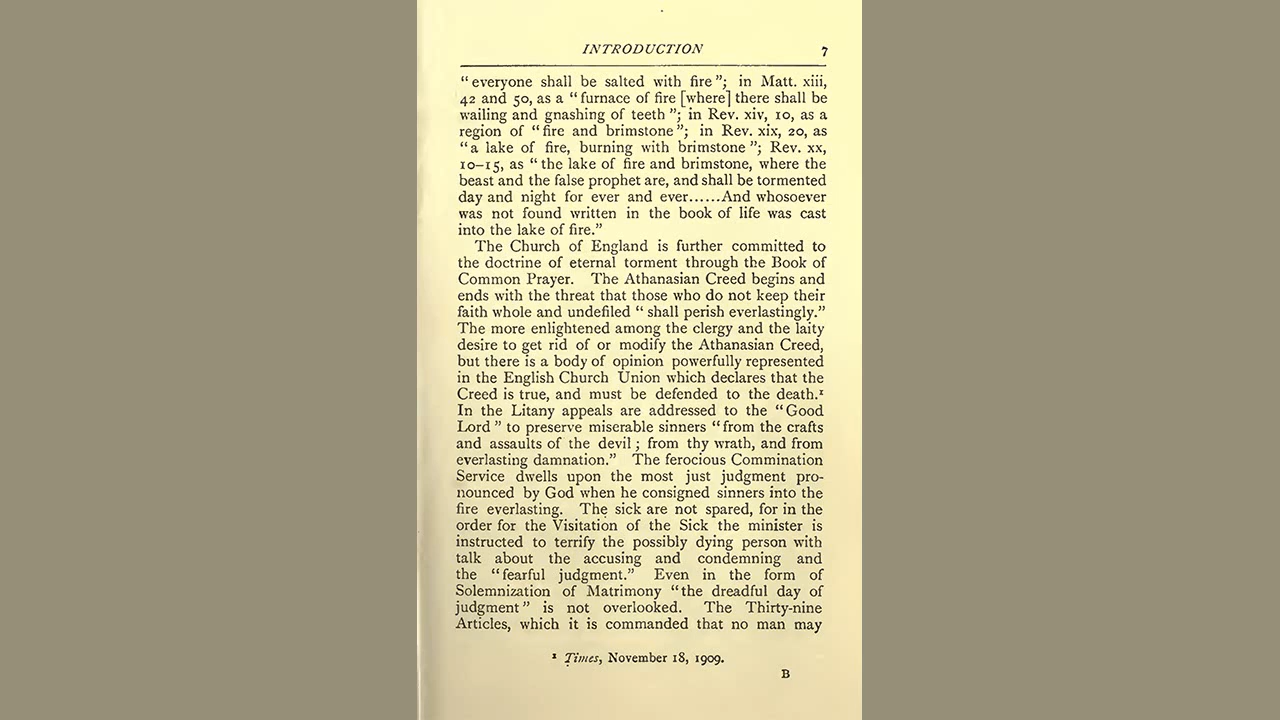 INTRODUCTION 7
“everyone shall be salted with fire”; in Matt. xiii,
42 and 50, as a “furnace of fire [where] there shall be
wailing and gnashing of teeth”; in Rev. xiv, 10, as a
region of “fire and brimstone”; in Rev. xix, 20, as
“a lake of fire, burning with brimstone”; Rev. xx,
10–15, as “the lake of fire and brimstone, where the
beast and the false prophet are, and shall be tormented
day and night for ever and ever......And whosoever
was not found written in the book of life was cast
into the lake of fire.”
The Church of England is further committed to
the doctrine of eternal torment through the Book of
Common Prayer. The Athanasian Creed begins and
ends with the threat that those who do not keep their
faith whole and undefiled “shall perish everlastingly.”
The more enlightened among the clergy and the laity
desire to get rid of or modify the Athanasian Creed,
but there is a body of opinion powerfully represented
in the English Church Union which declares that the
Creed is true, and must be defended to the death.¹
In the Litany appeals are addressed to the “Good
Lord” to preserve miserable sinners “from the crafts
and assaults of the devil; from thy wrath, and from
everlasting damnation.” The ferocious Commination
Service dwells upon the most just judgment pro-
nounced by God when he consigned sinners into the
fire everlasting. The sick are not spared, for in the
order for the Visitation of the Sick the minister is
instructed to terrify the possibly dying person with
talk about the accusing and condemning and
the “fearful judgment.” Even in the form of
Solemnization of Matrimony “the dreadful day of
judgment” is not overlooked. The Thirty-nine
Articles, which it is commanded that no man may
¹ Times, November 18, 1909.
B